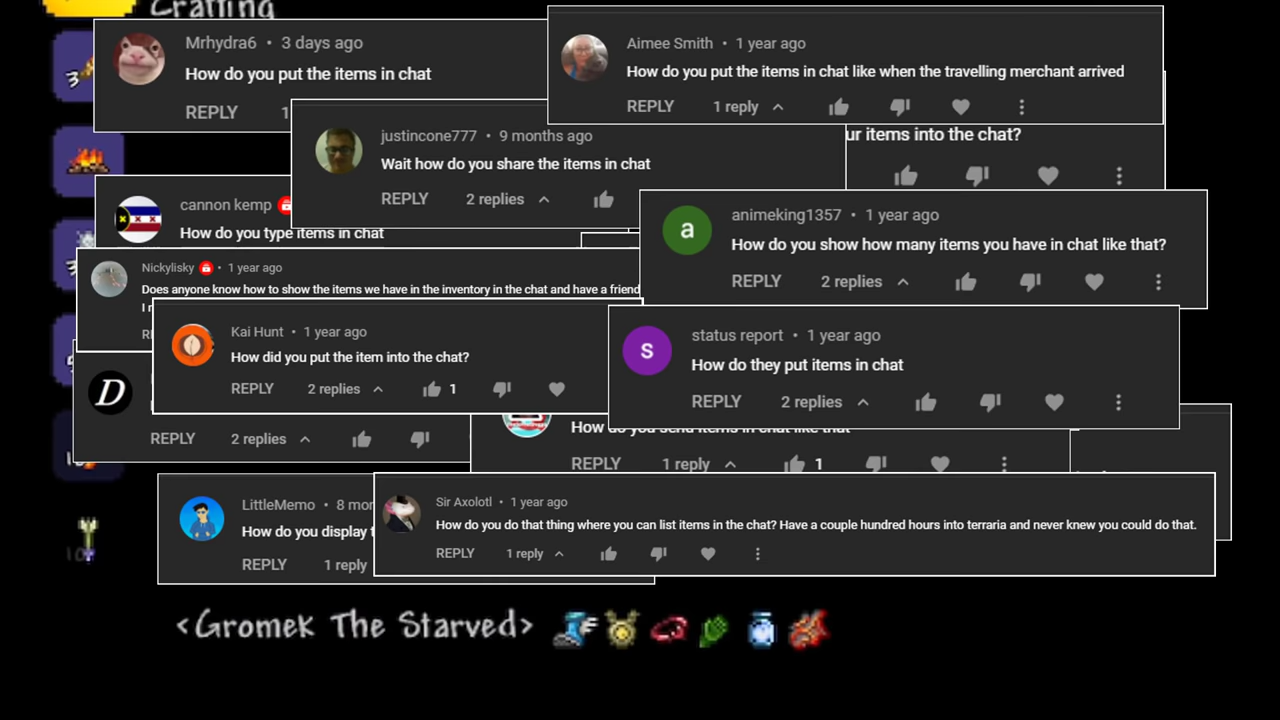 Crafting
Mrhydra6 • 3 days ago
How do you put the items in chat
REPLY
Aimee Smith • 1 year ago
How do you put the items in chat like when the travelling merchant arrived
REPLY 1 reply
ur items into the chat?
justincone777 • 9 months ago
Wait how do you share the items in chat
REPLY 2 replies
cannon kemp
How do you type items in chat
animeking1357 • 1 year ago
How do you show how many items you have in chat like that?
REPLY 2 replies
Nickylisky • 1 year ago
Does anyone know how to show the items we have in the inventory in the chat and have a friend
Kai Hunt • 1 year ago
How did you put the item into the chat?
REPLY 2 replies 1
status report • 1 year ago
How do they put items in chat
REPLY 2 replies
D
REPLY 2 replies
How do you send items in chat like that
REPLY 1 reply 1
LittleMemo • 8 mon
How do you display
REPLY 1 reply
Sir Axolotl • 1 year ago
How do you do that thing where you can list items in the chat? Have a couple hundred hours into terraria and never knew you could do that.
REPLY 1 reply
<Gromek The Starved>